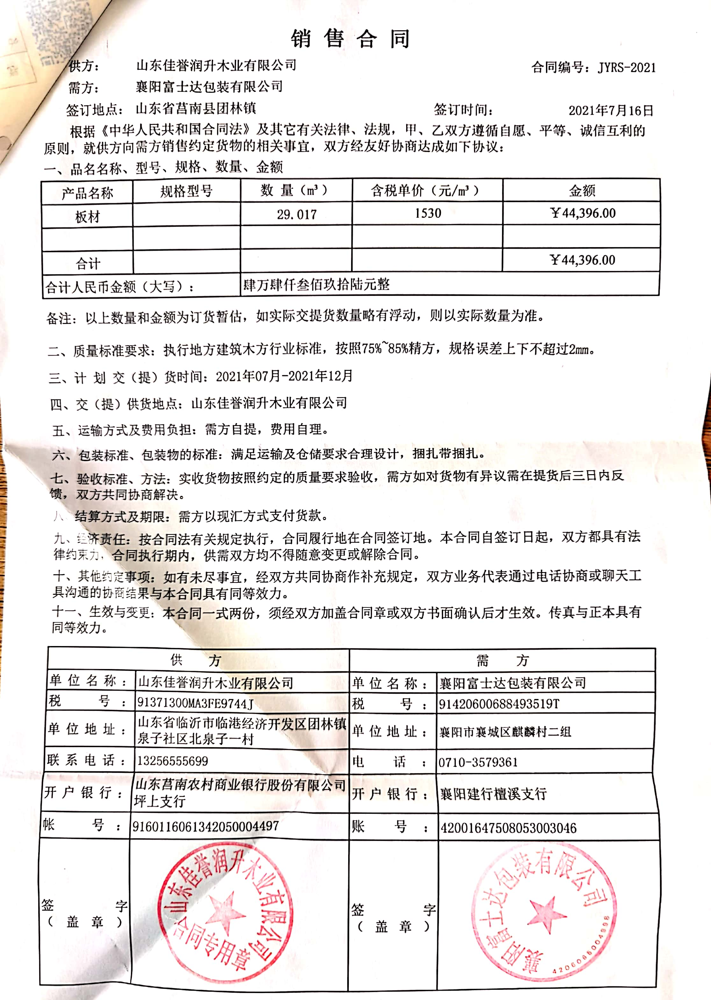 销售合同
供方： 山东佳誉润升木业有限公司 合同编号：JYRS-2021
需方： 襄阳富士达包装有限公司
签订地点： 山东省莒南县团林镇 签订时间： 2021年7月16日
根据《中华人民共和国合同法》及其它有关法律、法规，甲、乙双方遵循自愿、平等、诚信互利的
原则，就供方向需方销售约定货物的相关事宜，双方经友好协商达成如下协议：
一、品名名称、型号、规格、数量、金额
产品名称 规格型号 数 量（m³） 含税单价（元/m³） 金额
板材 29.017 1530 ￥44,396.00
合计 ￥44,396.00
合计人民币金额（大写）： 肆万肆仟叁佰玖拾陆元整
备注：以上数量和金额为订货暂估，如实际交提货数量略有浮动，则以实际数量为准。
二、质量标准要求：执行地方建筑木方行业标准，按照75%~85%精方，规格误差上下不超过2mm。
三、计 划 交（提）货时间：2021年07月-2021年12月
四、交（提）供货地点：山东佳誉润升木业有限公司
五、运输方式及费用负担：需方自提，费用自理。
六、包装标准、包装物的标准：满足运输及仓储要求合理设计，捆扎带捆扎。
七、验收标准、方法：实收货物按照约定的质量要求验收，需方如对货物有异议需在提货后三日内反
馈，双方共同协商解决。
八、结算方式及期限：需方以现汇方式支付货款。
九、经济责任：按合同法有关规定执行，合同履行地在合同签订地。本合同自签订日起，双方都具有法
律约束力，合同执行期内，供需双方均不得随意变更或解除合同。
十、其他约定事项：如有未尽事宜，经双方共同协商作补充规定，双方业务代表通过电话协商或聊天工
具沟通的协商结果与本合同具有同等效力。
十一、生效与变更：本合同一式两份，须经双方加盖合同章或双方书面确认后才生效。传真与正本具有
同等效力。
供 方 需 方
单位名称： 山东佳誉润升木业有限公司 单位名称： 襄阳富士达包装有限公司
税号： 91371300MA3FE9744J 税号： 91420600688493519T
单位地址： 山东省临沂市临港经济开发区团林镇 单位地址： 襄阳市襄城区麒麟村二组
泉子社区北泉子一村
联系电话： 13256555699 电话： 0710-3579361
开户银行： 山东莒南农村商业银行股份有限公司 开户银行： 襄阳建行檀溪支行
坪上支行
帐号： 9160116061342050004497 账号： 42001647508053003046
签字 签字
（盖章） （盖章）
山东佳誉润升木业有限公司
合同专用章
襄阳富士达包装有限公司